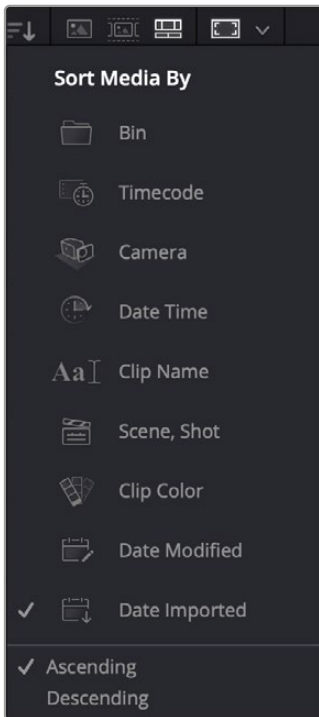 Sort Media By
Bin
Timecode
Camera
Date Time
Aa Clip Name
Scene, Shot
Clip Color
Date Modified
Date Imported
Ascending
Descending